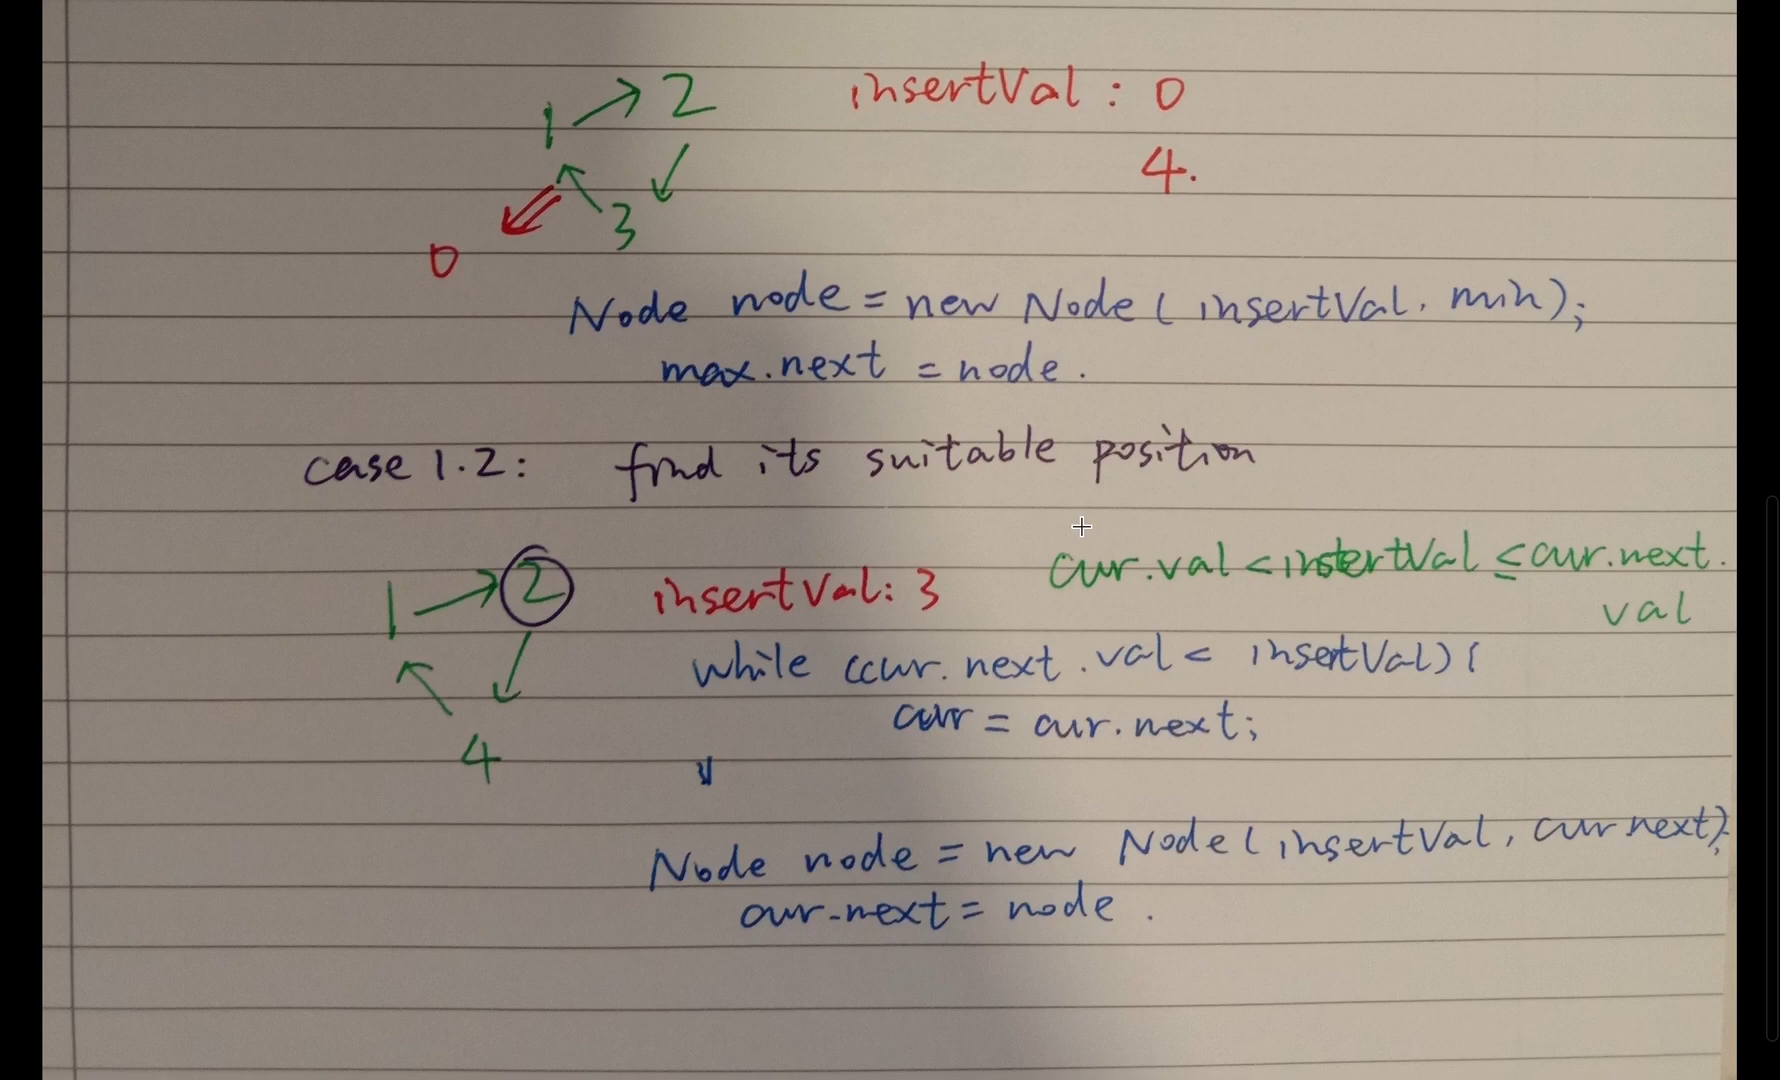 1 → 2 insertVal : 0
4.
3
0
Node node = new Node ( insertVal, min);
max.next = node.
case 1.2: find its suitable position
cur.val < insertVal ≤ cur.next.
val
1 → 2 insertVal: 3
while (cur.next.val < insertVal) {
cur = cur.next;
4
Node node = new Node ( insertVal, cur next);
cur.next = node.